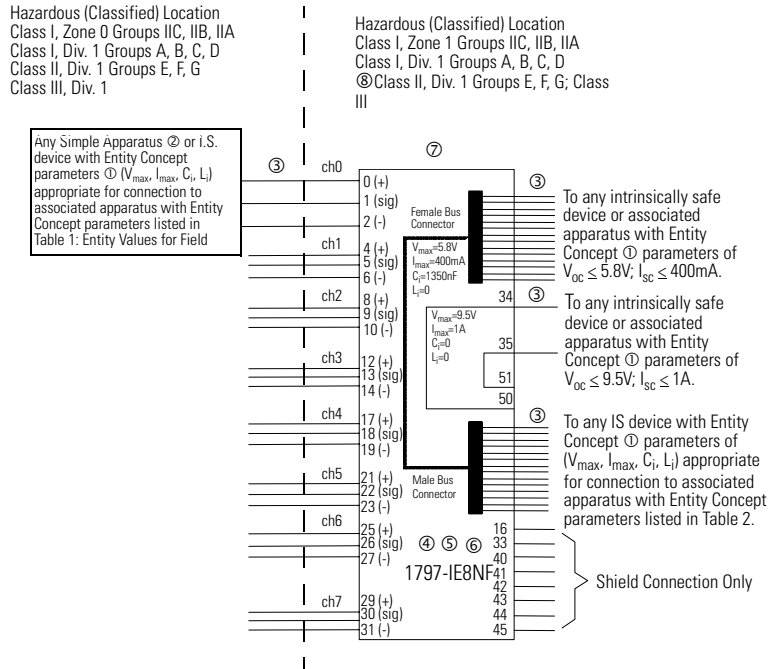 Hazardous (Classified) Location
Class I, Zone 0 Groups IIC, IIB, IIA
Class I, Div. 1 Groups A, B, C, D
Class II, Div. 1 Groups E, F, G
Class III, Div. 1
Hazardous (Classified) Location
Class I, Zone 1 Groups IIC, IIB, IIA
Class I, Div. 1 Groups A, B, C, D
⑧Class II, Div. 1 Groups E, F, G; Class
III
Any Simple Apparatus ② or I.S.
device with Entity Concept
parameters ① (Vmax, Imax, Ci, Li)
appropriate for connection to
associated apparatus with Entity
Concept parameters listed in
Table 1: Entity Values for Field
③
ch0
0 (+)
1 (sig)
2 (-)
ch1
4 (+)
5 (sig)
6 (-)
ch2
8 (+)
9 (sig)
10 (-)
ch3
12 (+)
13 (sig)
14 (-)
ch4
17 (+)
18 (sig)
19 (-)
ch5
21 (+)
22 (sig)
23 (-)
ch6
25 (+)
26 (sig)
27 (-)
ch7
29 (+)
30 (sig)
31 (-)
⑦
Female Bus
Connector
Vmax=5.8V
Imax=400mA
Ci=1350nF
Li=0
Vmax=9.5V
Imax=1A
Ci=0
Li=0
34
35
51
50
Male Bus
Connector
④ ⑤ ⑥
1797-IE8NF
16
33
40
41
42
43
44
45
③
To any intrinsically safe
device or associated
apparatus with Entity
Concept ① parameters of
Voc ≤ 5.8V; Isc ≤ 400mA.
③
To any intrinsically safe
device or associated
apparatus with Entity
Concept ① parameters of
Voc ≤ 9.5V; Isc ≤ 1A.
③
To any IS device with Entity
Concept ① parameters of
(Vmax, Imax, Ci, Li) appropriate
for connection to associated
apparatus with Entity Concept
parameters listed in Table 2.
Shield Connection Only